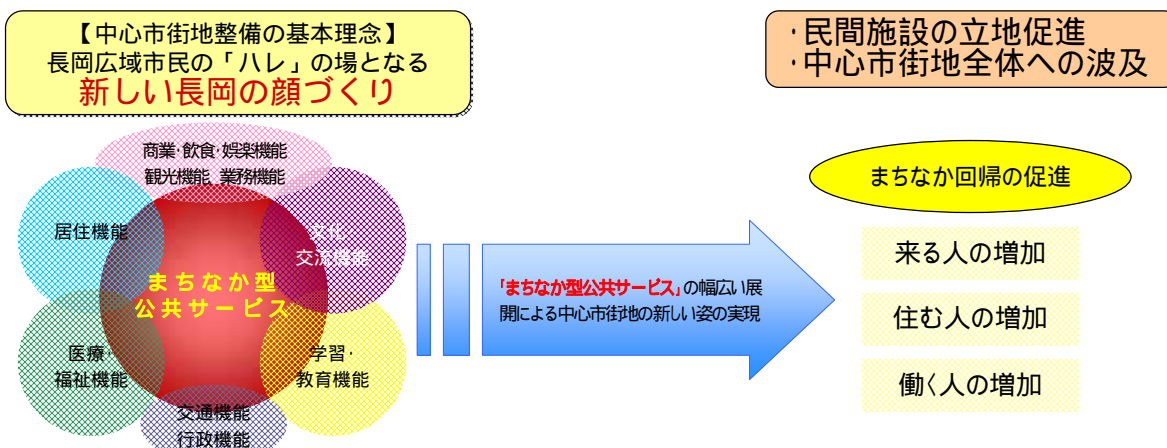 【中心市街地整備の基本理念】
長岡広域市民の「ハレ」の場となる
新しい長岡の顔づくり
・民間施設の立地促進
・中心市街地全体への波及
商業・飲食・娯楽機能
観光機能 業務機能
居住機能
文化・
交流機能
まちなか型
公共サービス
医療・
福祉機能
学習・
教育機能
交通機能
行政機能
「まちなか型公共サービス」の幅広い展
開による中心市街地の新しい姿の実現
まちなか回帰の促進
来る人の増加
住む人の増加
働く人の増加